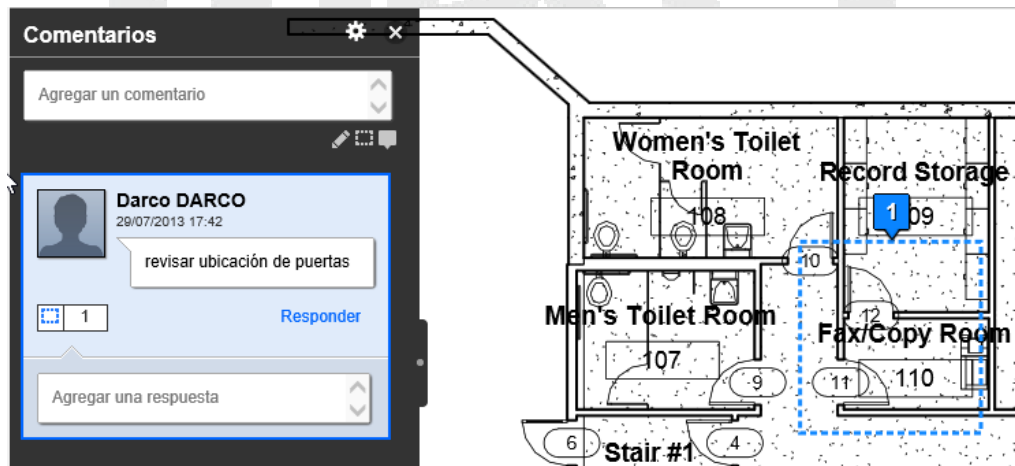 Comentarios
Agregar un comentario
Darco DARCO
29/07/2013 17:42
revisar ubicación de puertas
1
Responder
Agregar una respuesta
Women's Toilet
Room
108
Record Storage
1
09
10
12
Men's Toilet Room
Fax/Copy Room
107
9
11
110
6
Stair #1
4